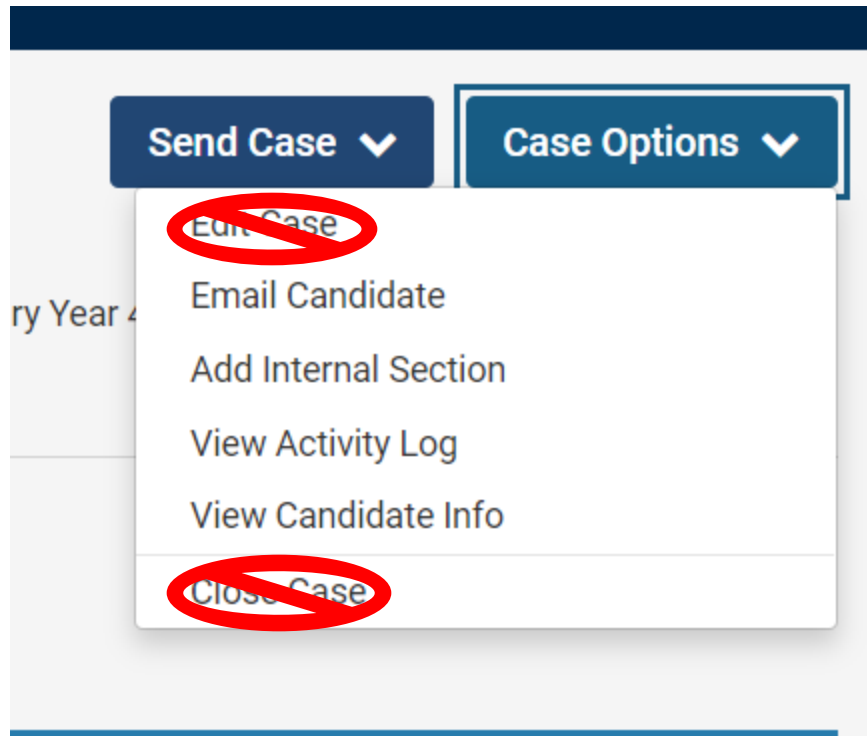 Send Case
Case Options
Edit Case
Email Candidate
ry Year 4
Add Internal Section
View Activity Log
View Candidate Info
Close Case